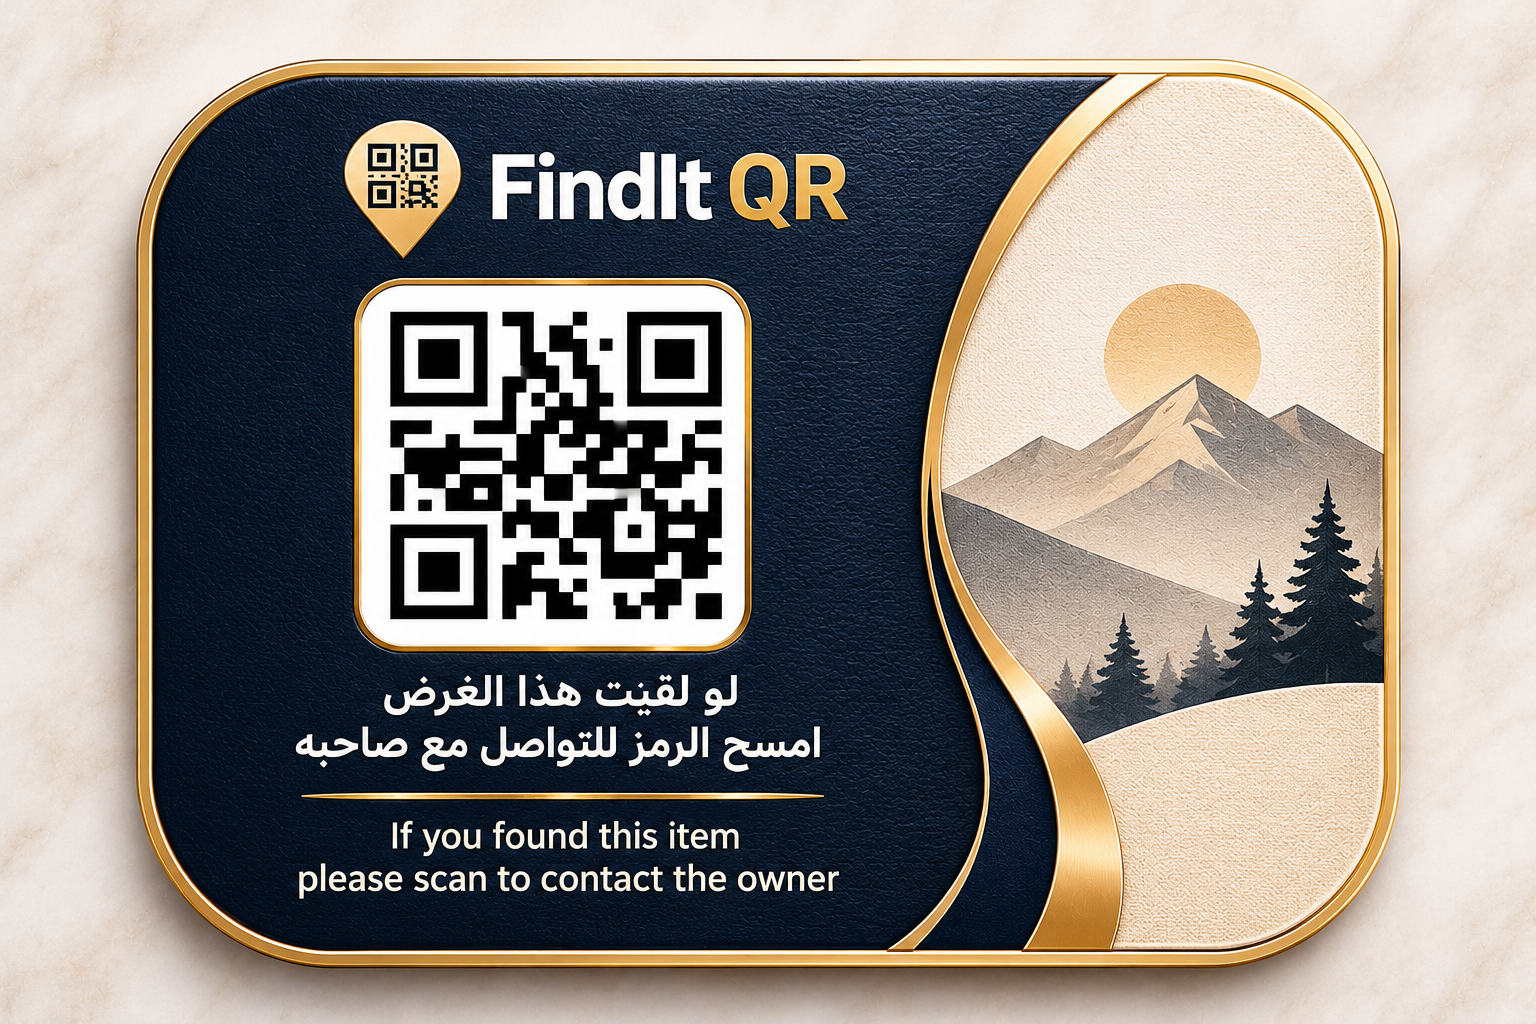 FindIt QR
لو لقيت هذا الغرض
امسح الرمز للتواصل مع صاحبه
If you found this item
please scan to contact the owner